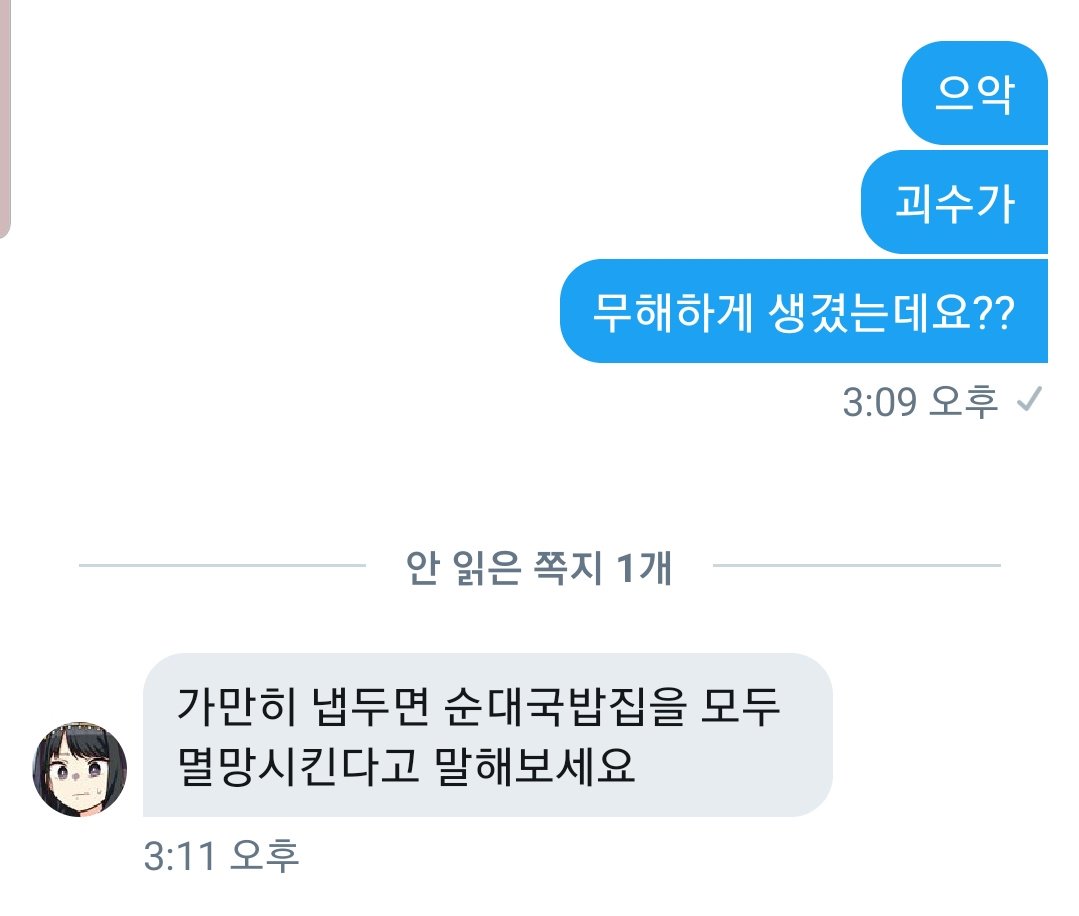 으악
괴수가
무해하게 생겼는데요??
3:09 오후
안 읽은 쪽지 1개
가만히 냅두면 순대국밥집을 모두
멸망시킨다고 말해보세요
3:11 오후